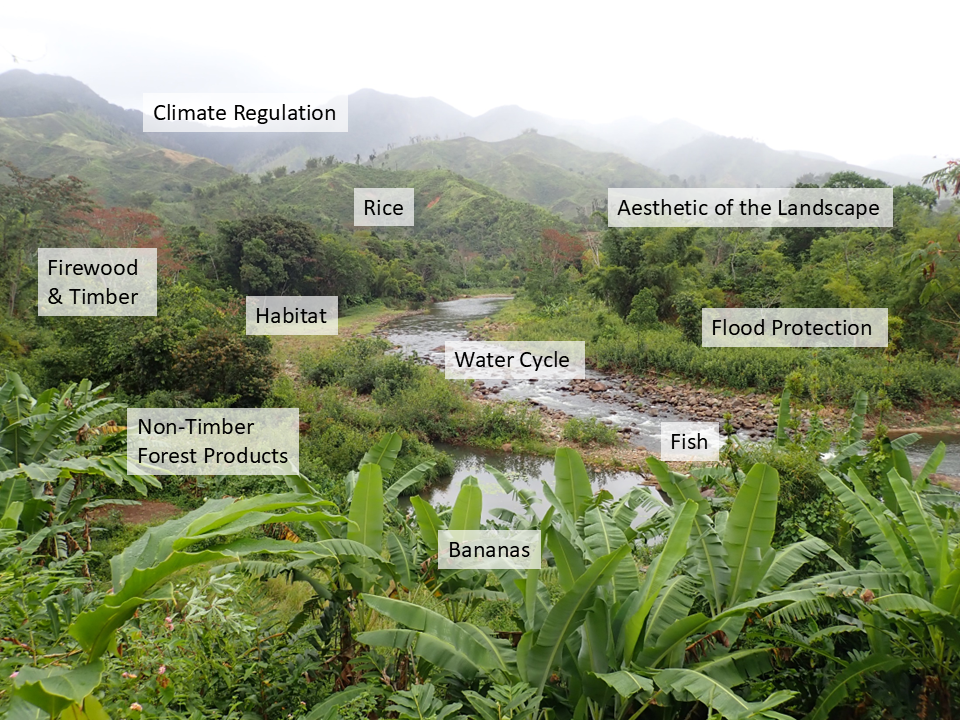 Climate Regulation
Rice
Aesthetic of the Landscape
Firewood
& Timber
Habitat
Flood Protection
Water Cycle
Non-Timber
Forest Products
Fish
Bananas